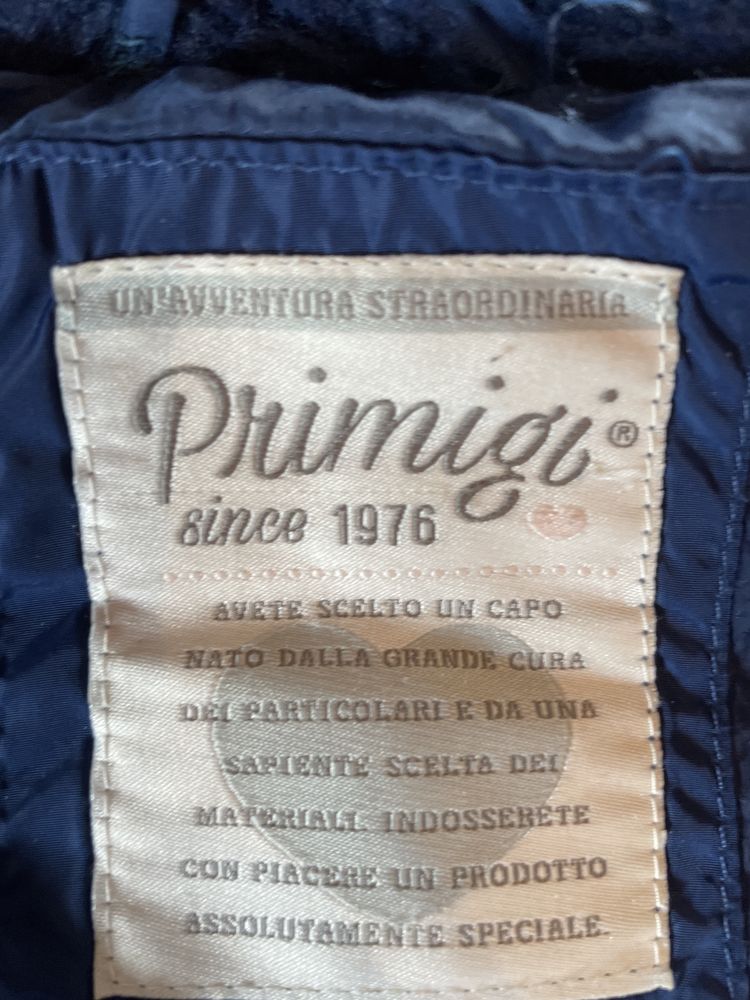 UN'AVVENTURA STRAORDINARIA
Primigi®
since 1976
AVETE SCELTO UN CAPO
NATO DALLA GRANDE CURA
DEI PARTICOLARI E DA UNA
SAPIENTE SCELTA DEI
MATERIALI. INDOSSERETE
CON PIACERE UN PRODOTTO
ASSOLUTAMENTE SPECIALE.